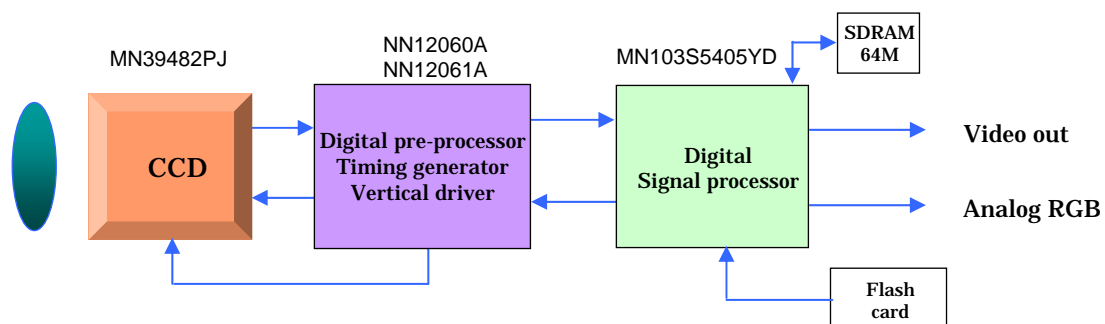 MN39482PJ
CCD
NN12060A
NN12061A
Digital pre-processor
Timing generator
Vertical driver
MN103S5405YD
Digital
Signal processor
SDRAM
64M
Video out
Analog RGB
Flash
card